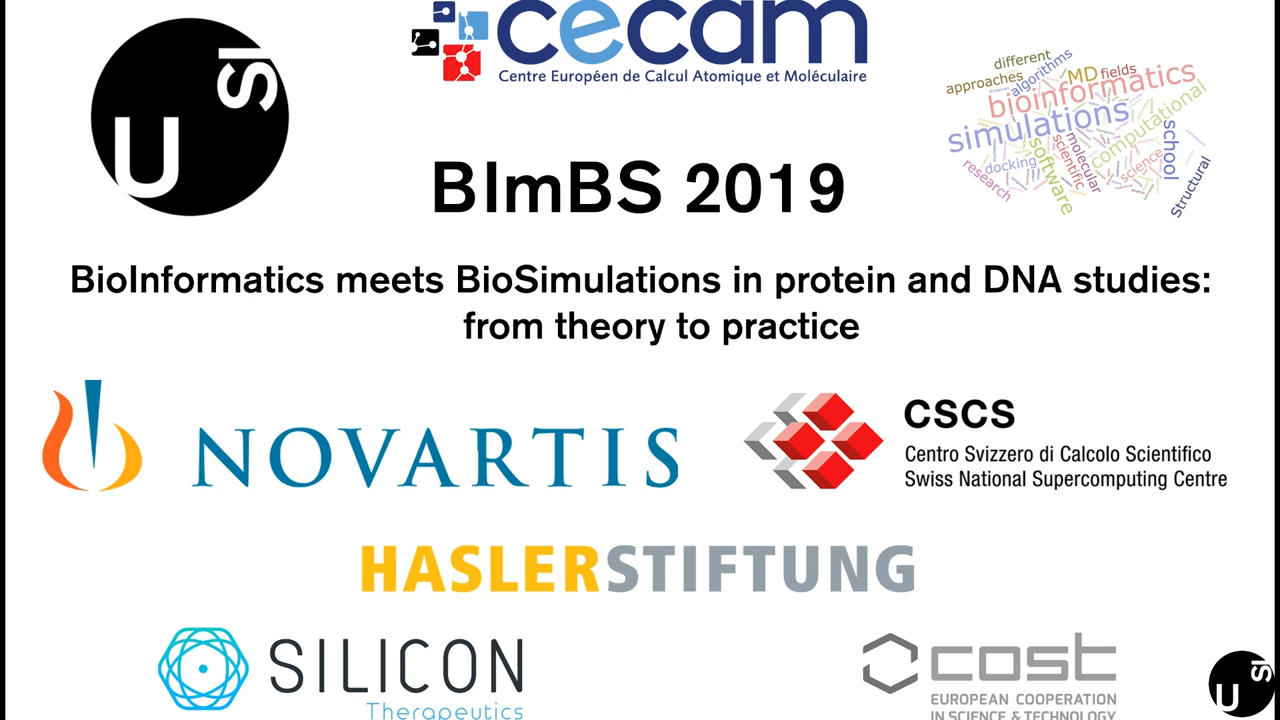 USI
cecam
Centre Européen de Calcul Atomique et Moléculaire
different
approaches
algorithms
MD
fields
bioinformatics
simulations
computational
school
docking
software
molecular
scientific
science
research
Structural
BImBS 2019
BioInformatics meets BioSimulations in protein and DNA studies:
from theory to practice
NOVARTIS
CSCS
Centro Svizzero di Calcolo Scientifico
Swiss National Supercomputing Centre
HASLERSTIFTUNG
SILICON
Therapeutics
cost
EUROPEAN COOPERATION
IN SCIENCE & TECHNOLOGY
USI